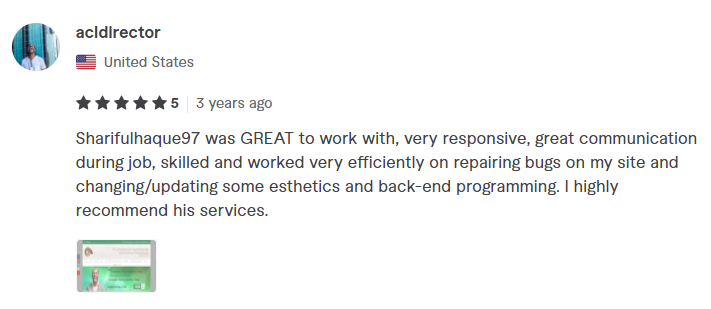 acldlrector
United States
5 3 years ago
Sharifulhaque97 was GREAT to work with, very responsive, great communication
during job, skilled and worked very efficiently on repairing bugs on my site and
changing/updating some esthetics and back-end programming. I highly
recommend his services.